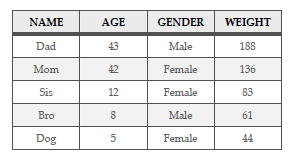 NAME AGE GENDER WEIGHT
Dad 43 Male 188
Mom 42 Female 136
Sis 12 Female 83
Bro 8 Male 61
Dog 5 Female 44